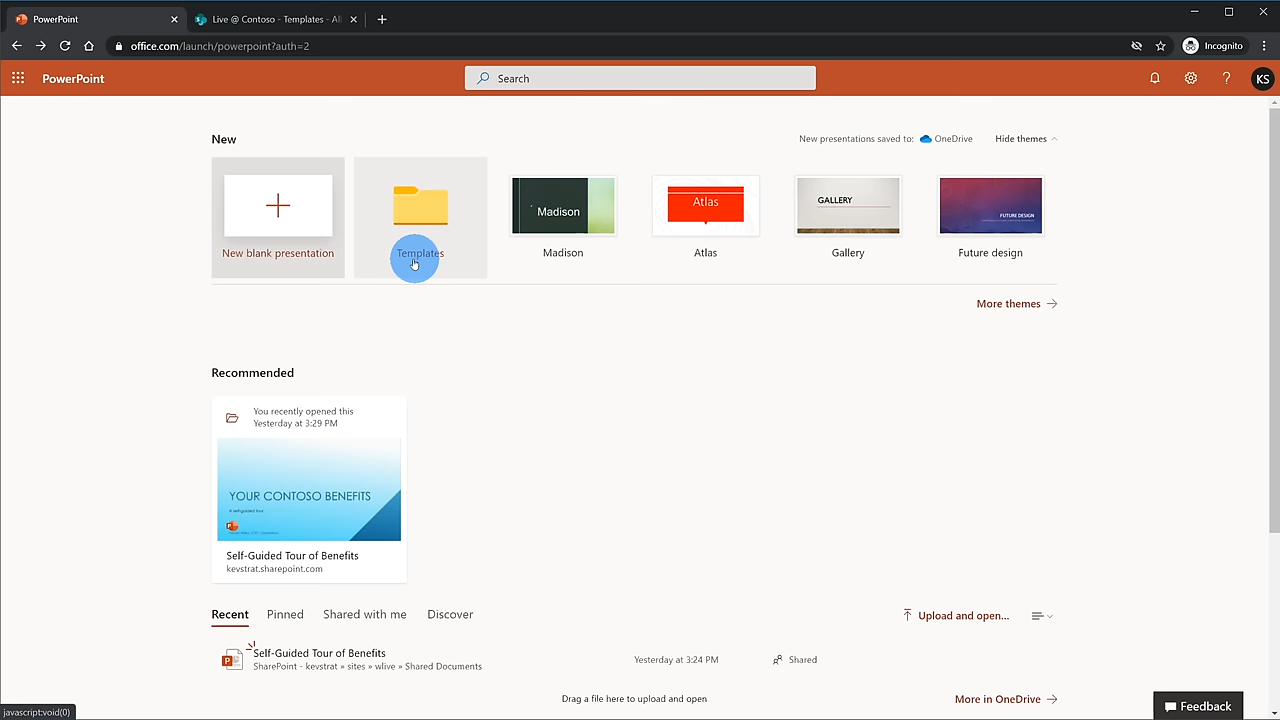 PowerPoint
Live @ Contoso - Templates - All
office.com/launch/powerpoint?auth=2
Incognito
PowerPoint
Search
KS
New
New presentations saved to: OneDrive
Hide themes
New blank presentation
Templates
Madison
Madison
Atlas
Atlas
GALLERY
Gallery
FUTURE DESIGN
Future design
More themes
Recommended
You recently opened this
Yesterday at 3:29 PM
YOUR CONTOSO BENEFITS
A self-guided tour
Self-Guided Tour of Benefits
kevstrat.sharepoint.com
Recent
Pinned
Shared with me
Discover
Upload and open...
Self-Guided Tour of Benefits
SharePoint - kevstrat » sites » wlive » Shared Documents
Yesterday at 3:24 PM
Shared
Drag a file here to upload and open
More in OneDrive
Feedback
javascript:void(0)